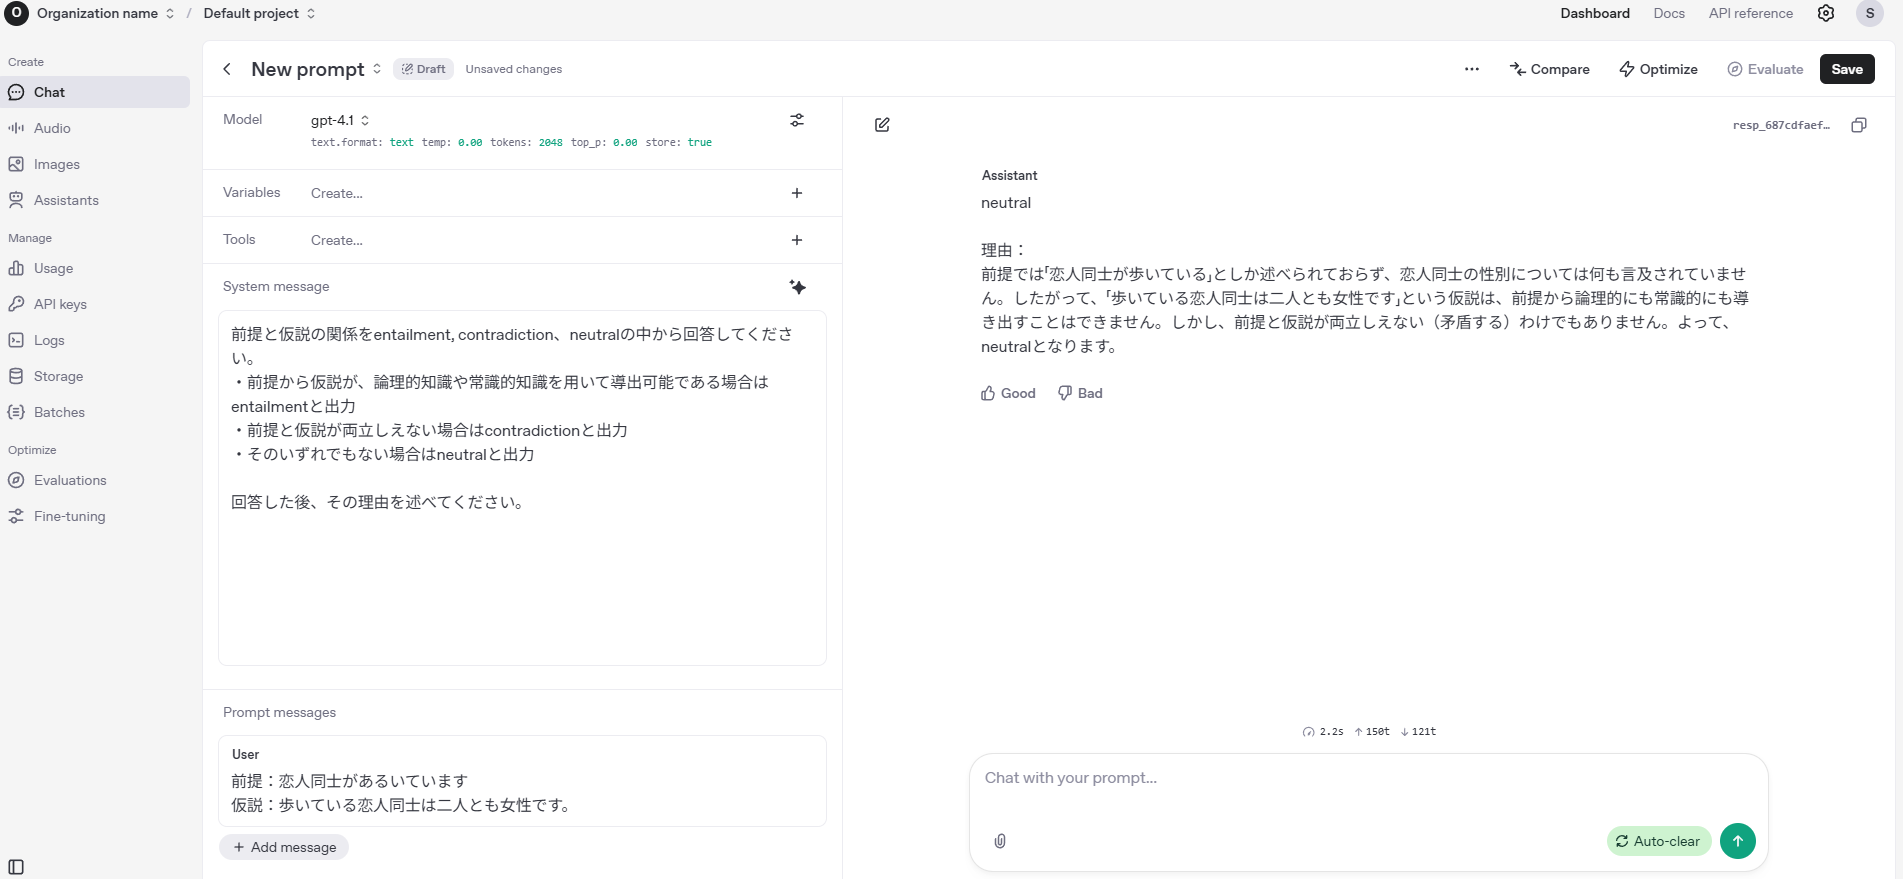 O Organization name / Default project
Dashboard Docs API reference S
Create
Chat
Audio
Images
Assistants
Manage
Usage
API keys
Logs
Storage
Batches
Optimize
Evaluations
Fine-tuning
New prompt Draft Unsaved changes
Compare Optimize Evaluate Save
Model gpt-4.1
text.format: text temp: 0.00 tokens: 2048 top_p: 0.00 store: true
Variables Create...
Tools Create...
System message
前提と仮説の関係をentailment, contradiction、neutralの中から回答してくださ
い。
・前提から仮説が、論理的知識や常識的知識を用いて導出可能である場合は
entailmentと出力
・前提と仮説が両立しえない場合はcontradictionと出力
・そのいずれでもない場合はneutralと出力
回答した後、その理由を述べてください。
Prompt messages
User
前提：恋人同士があるいています
仮説：歩いている恋人同士は二人とも女性です。
Add message
resp_687cdfaef…
Assistant
neutral
理由：
前提では「恋人同士が歩いている」としか述べられておらず、恋人同士の性別については何も言及されていませ
ん。したがって、「歩いている恋人同士は二人とも女性です」という仮説は、前提から論理的にも常識的にも導
き出すことはできません。しかし、前提と仮説が両立しえない（矛盾する）わけでもありません。よって、
neutralとなります。
Good Bad
2.2s ↑150t ↓121t
Chat with your prompt...
Auto-clear